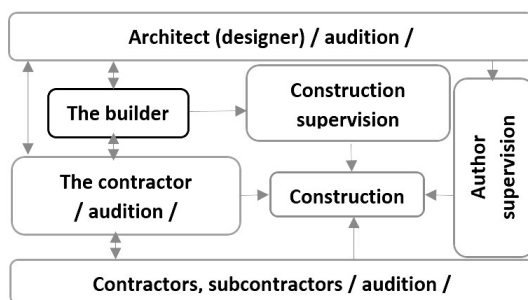 Architect (designer) / audition /
The builder
Construction
supervision
Author
supervision
The contractor
/ audition /
Construction
Contractors, subcontractors / audition /